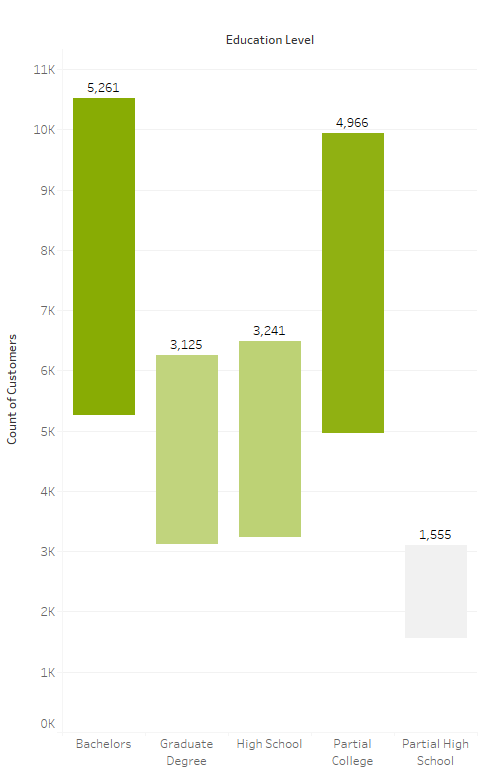 Education Level
11K
10K
9K
8K
7K
6K
5K
4K
3K
2K
1K
0K
Count of Customers
5,261
3,125
3,241
4,966
1,555
Bachelors
Graduate
Degree
High School
Partial
College
Partial High
School